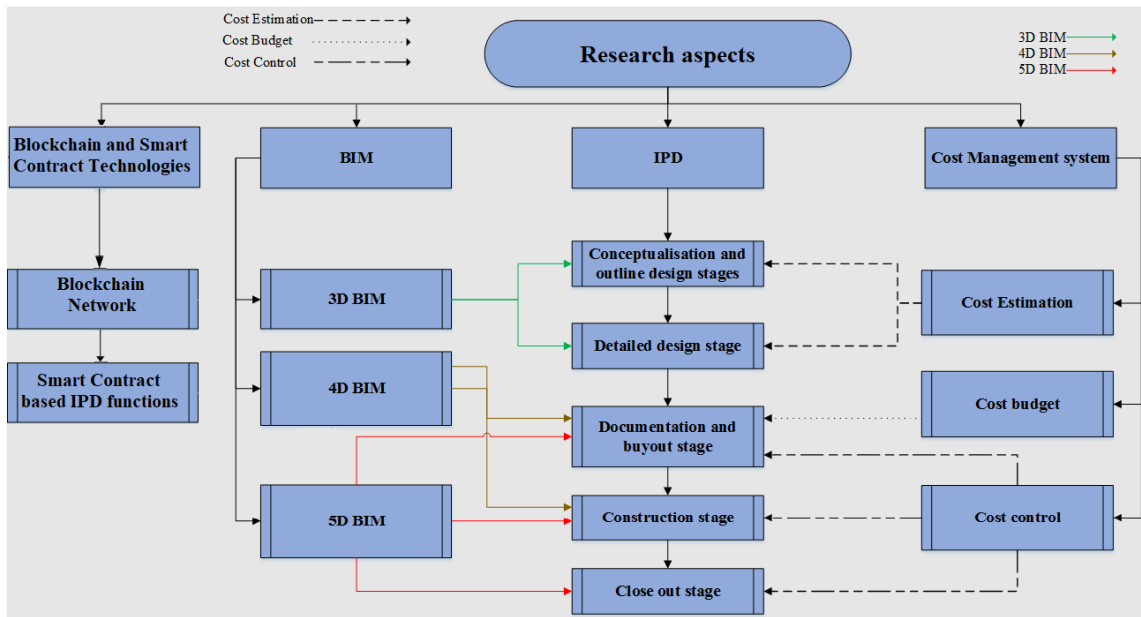 Cost Estimation
Cost Budget
Cost Control
Research aspects
3D BIM
4D BIM
5D BIM
Blockchain and Smart
Contract Technologies
BIM
IPD
Cost Management system
Conceptualisation and
outline design stages
Blockchain
Network
3D BIM
Cost Estimation
Detailed design stage
Smart Contract
based IPD functions
4D BIM
Cost budget
Documentation and
buyout stage
5D BIM
Construction stage
Cost control
Close out stage